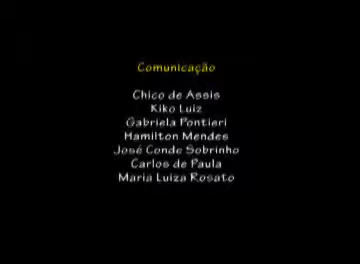 Comunicação
Chico de Assis
Kiko Luiz
Gabriela Pontieri
Hamilton Mendes
José Conde Sobrinho
Carlos de Paula
Maria Luiza Rosato